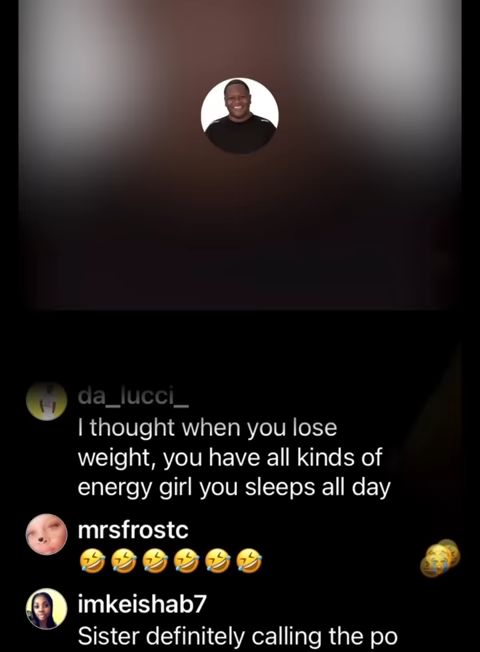 da_lucci_
I thought when you lose
weight, you have all kinds of
energy girl you sleeps all day
mrsfrostc
🤣🤣🤣🤣🤣🤣
imkeishab7
Sister definitely calling the po